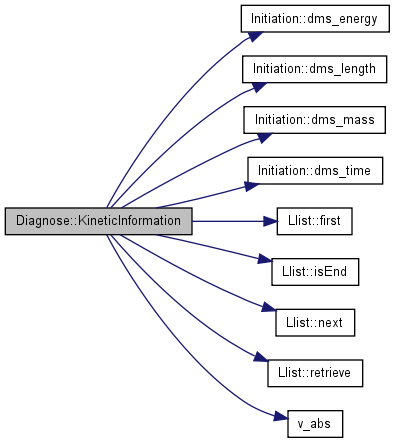 Initiation::dms_energy
Initiation::dms_length
Initiation::dms_mass
Initiation::dms_time
Diagnose::KineticInformation
Llist::first
Llist::isEnd
Llist::next
Llist::retrieve
v_abs